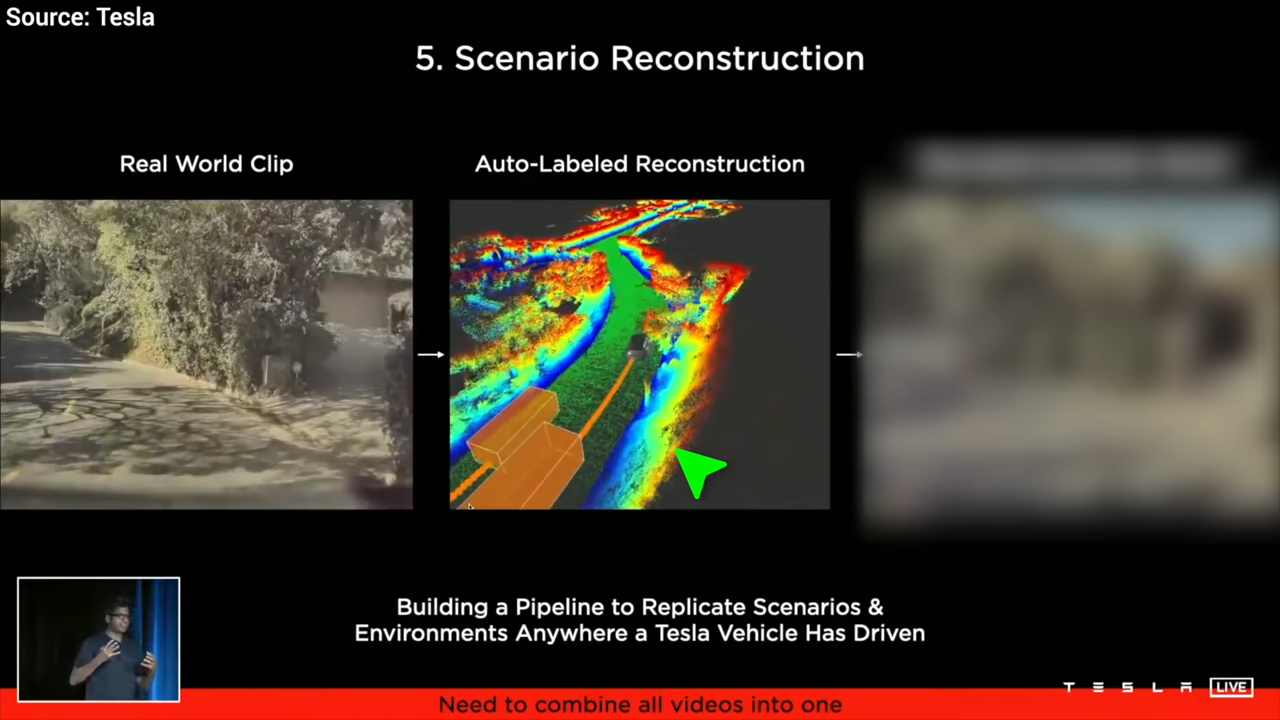 Source: Tesla
5. Scenario Reconstruction
Real World Clip
Auto-Labeled Reconstruction
Building a Pipeline to Replicate Scenarios &
Environments Anywhere a Tesla Vehicle Has Driven
TESLA LIVE
Need to combine all videos into one